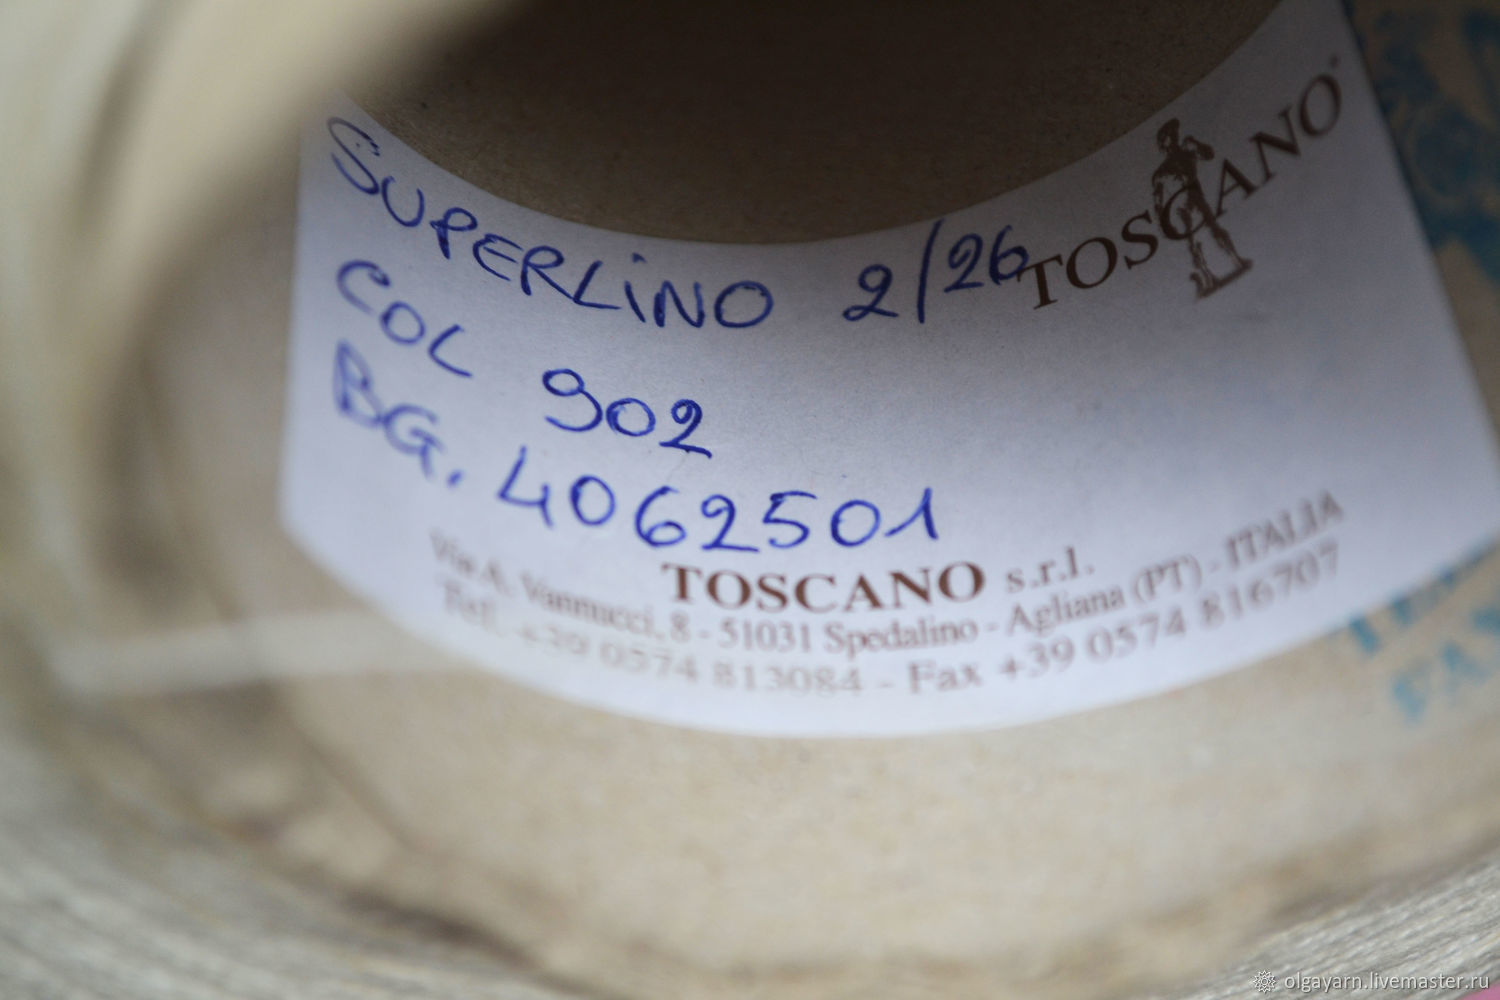 TOSCANO
SUPERLINO 2/26
COL 902
BG. 4062501
TOSCANO s.r.l.
Via A. Vannucci, 8 - 51031 Spedalino - Agliana (PT) - ITALIA
Tel. +39 0574 813084 - Fax +39 0574 816707
olgayarn.livemaster.ru